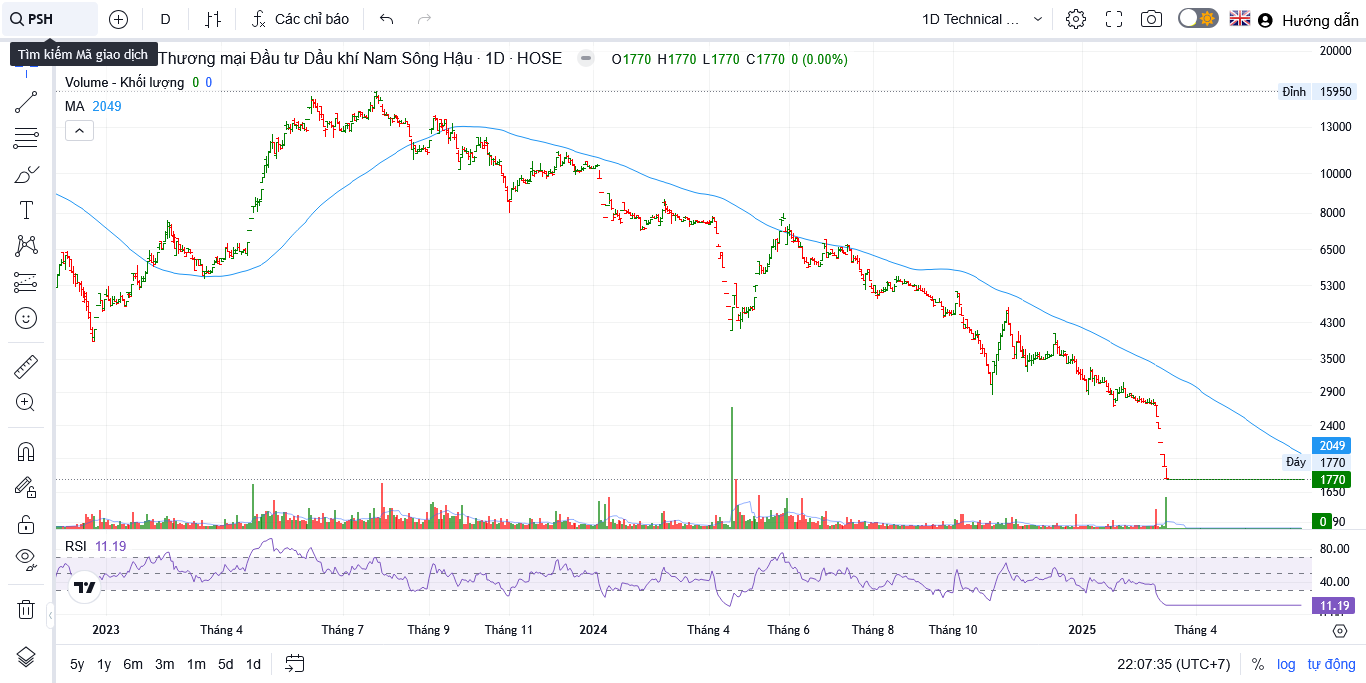 PSH
D
Các chỉ báo
1D Technical ...
Hướng dẫn
Tìm kiếm Mã giao dịch
Thương mại Đầu tư Dầu khí Nam Sông Hậu · 1D · HOSE
O1770 H1770 L1770 C1770 0 (0.00%)
Volume - Khối lượng 0 0
MA 2049
20000
Đỉnh 15950
13000
10000
8000
6500
5300
4300
3500
2900
2400
2049
Đáy 1770
1770
1650
0 90
RSI 11.19
80.00
40.00
11.19
2023 Tháng 4 Tháng 7 Tháng 9 Tháng 11 2024 Tháng 4 Tháng 6 Tháng 8 Tháng 10 2025 Tháng 4
5y 1y 6m 3m 1m 5d 1d
22:07:35 (UTC+7) % log tự động